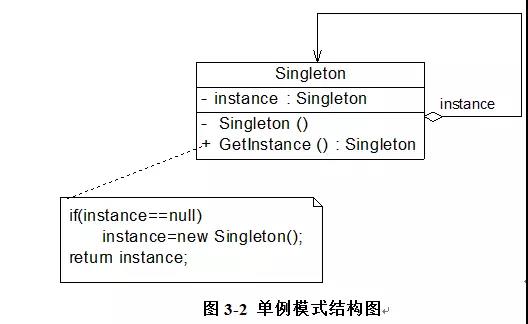 Singleton
- instance : Singleton
instance
- Singleton ()
+ GetInstance () : Singleton
if(instance==null)
instance=new Singleton();
return instance;
图 3-2 单例模式结构图